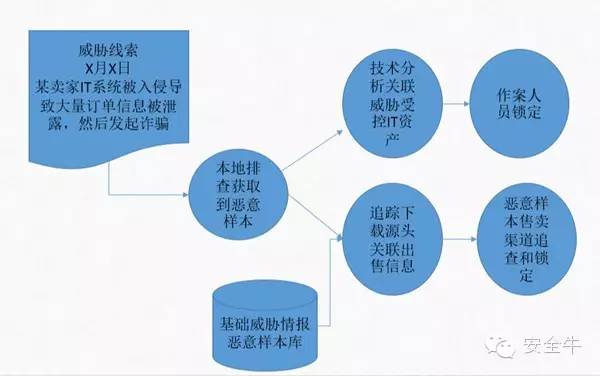 威胁线索
X月X日
某卖家IT系统被入侵导
致大量订单信息被泄
露，然后发起诈骗
技术分
析关联
威胁受
控IT资
产
作案人
员锁定
本地排
查获取
到恶意
样本
追踪下
载源头
关联出
售信息
恶意样
本售卖
渠道追
查和锁
定
基础威胁情报
恶意样本库
安全牛